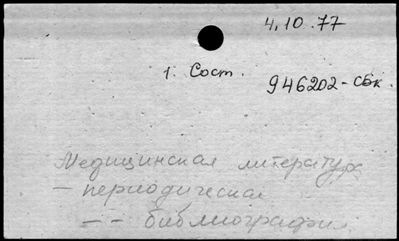 4.10.77
1. Сост.
946202-сбк.
Медицинская литература
- периодическая
- - библиография